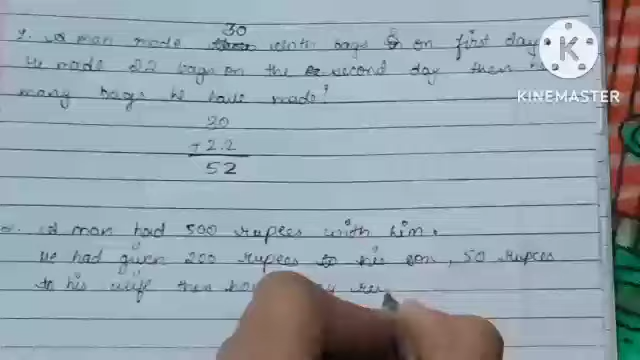 30
1. A man made with bags on first day
He made 22 bags on the second day then
many bags he have made?
30
+ 22
52
2. A man had 500 rupees with him.
He had given 200 rupees to his son, 50 rupees
to his wife then
K
KINEMASTER